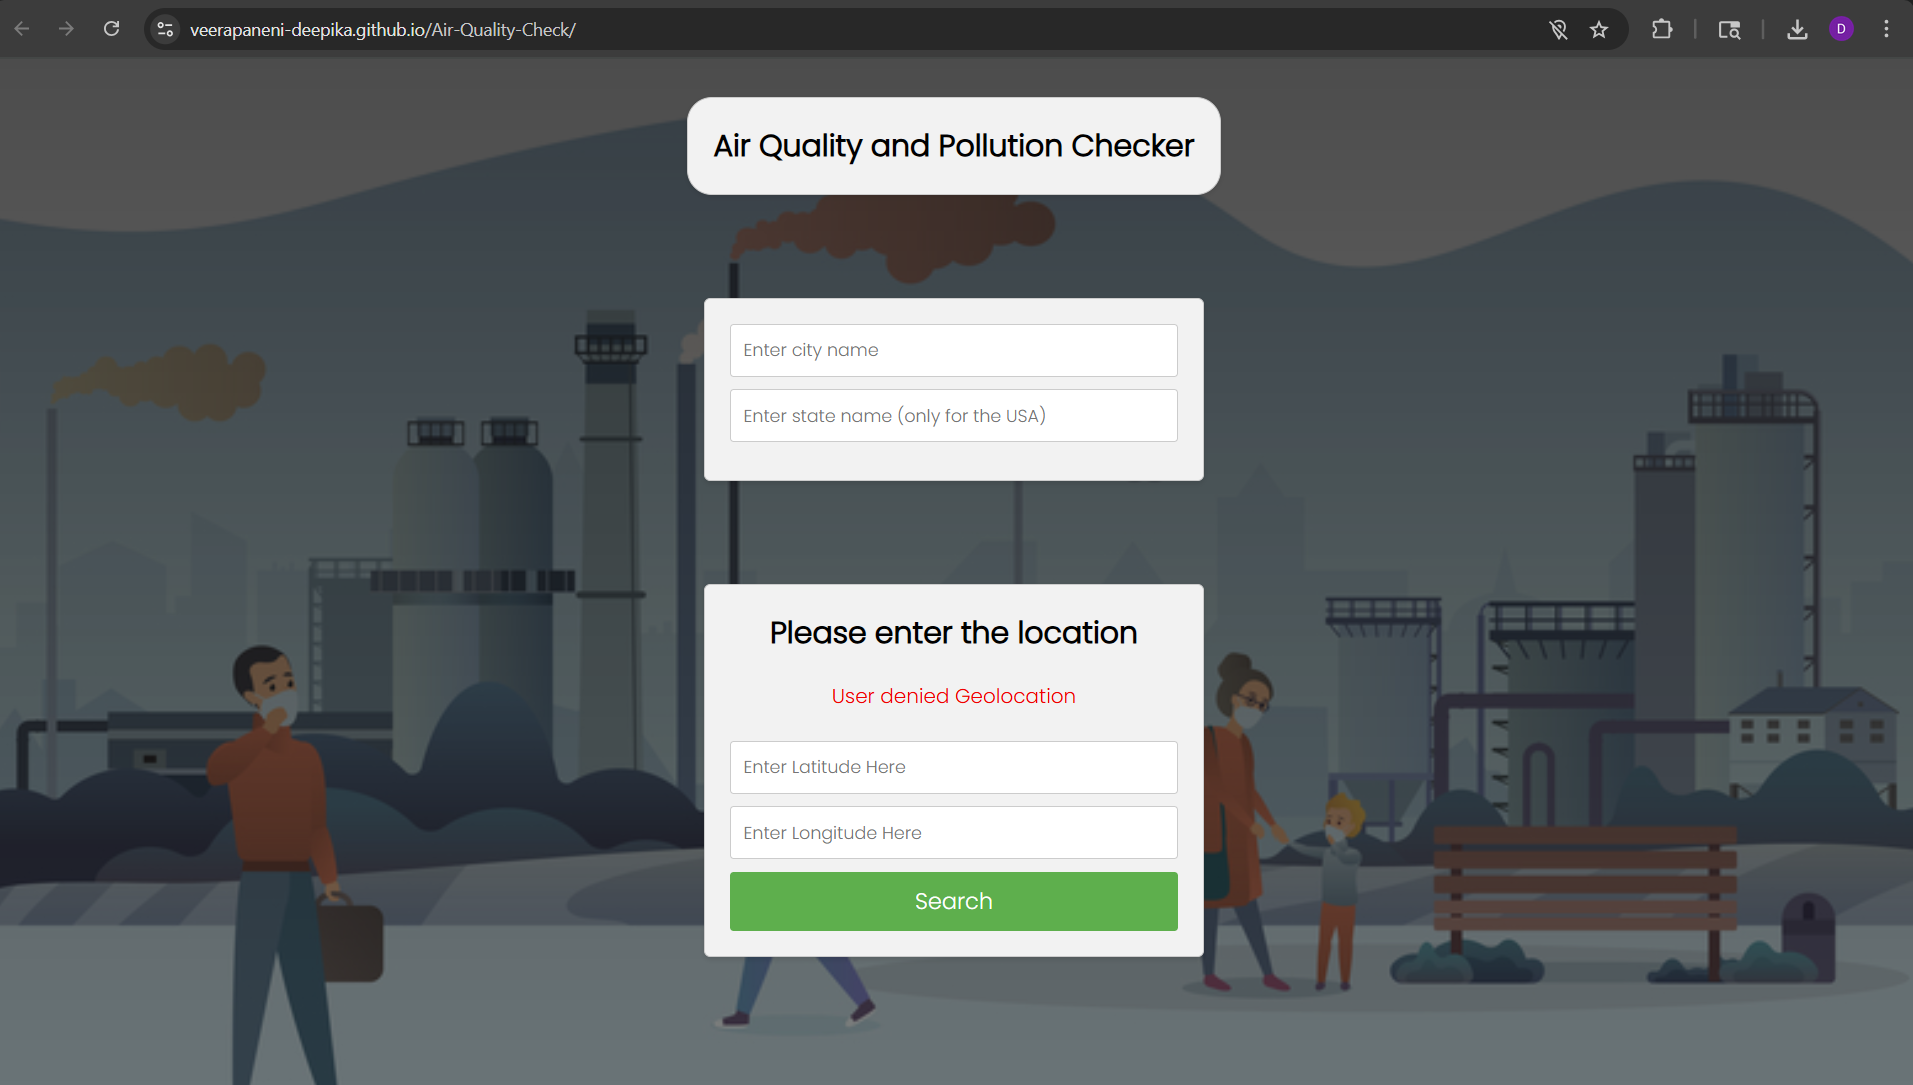 veerapaneni-deepika.github.io/Air-Quality-Check/
D
Air Quality and Pollution Checker
Enter city name
Enter state name (only for the USA)
Please enter the location
User denied Geolocation
Enter Latitude Here
Enter Longitude Here
Search